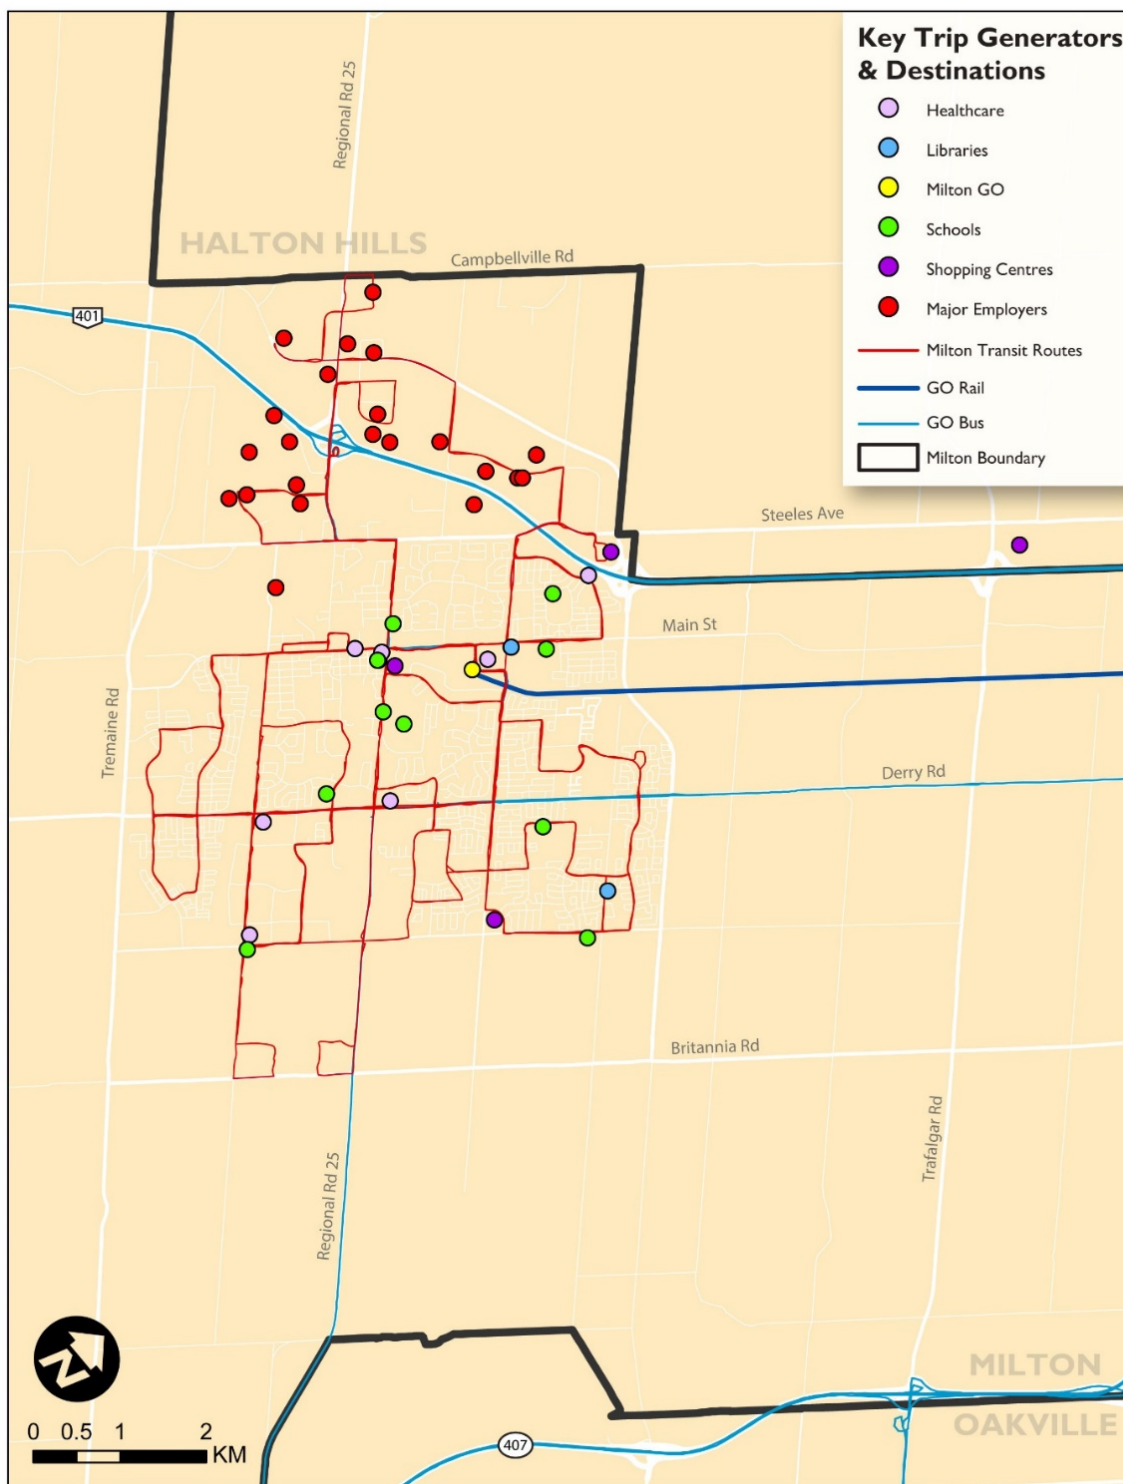 Key Trip Generators
& Destinations
Healthcare
Libraries
Milton GO
Schools
Shopping Centres
Major Employers
Milton Transit Routes
GO Rail
GO Bus
Milton Boundary
Regional Rd 25
HALTON HILLS
Campbellville Rd
401
Steeles Ave
Main St
Tremaine Rd
Derry Rd
Britannia Rd
Trafalgar Rd
Regional Rd 25
N
MILTON
OAKVILLE
407
0 0.5 1 2
KM